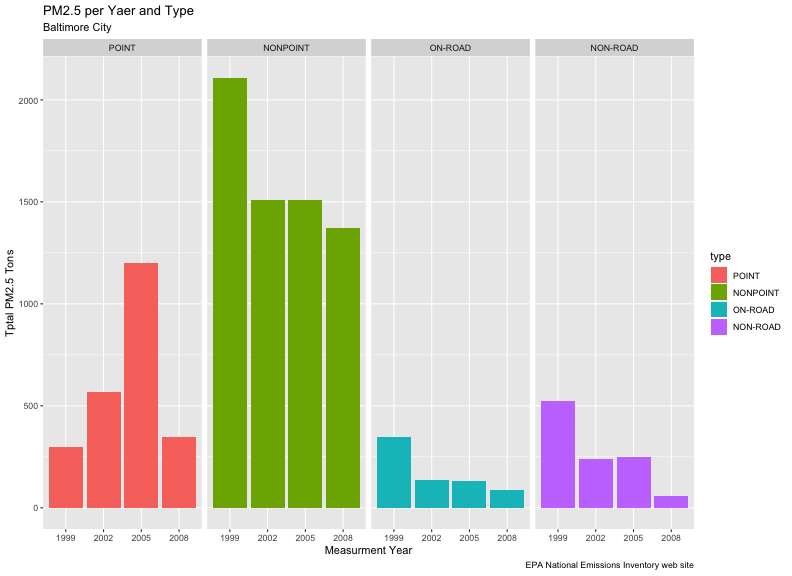 PM2.5 per Yaer and Type
Baltimore City
POINT NONPOINT ON-ROAD NON-ROAD
2000
1500
1000
500
0
Tptal PM2.5 Tons
1999 2002 2005 2008 1999 2002 2005 2008 1999 2002 2005 2008 1999 2002 2005 2008
Measurment Year
type
POINT
NONPOINT
ON-ROAD
NON-ROAD
EPA National Emissions Inventory web site